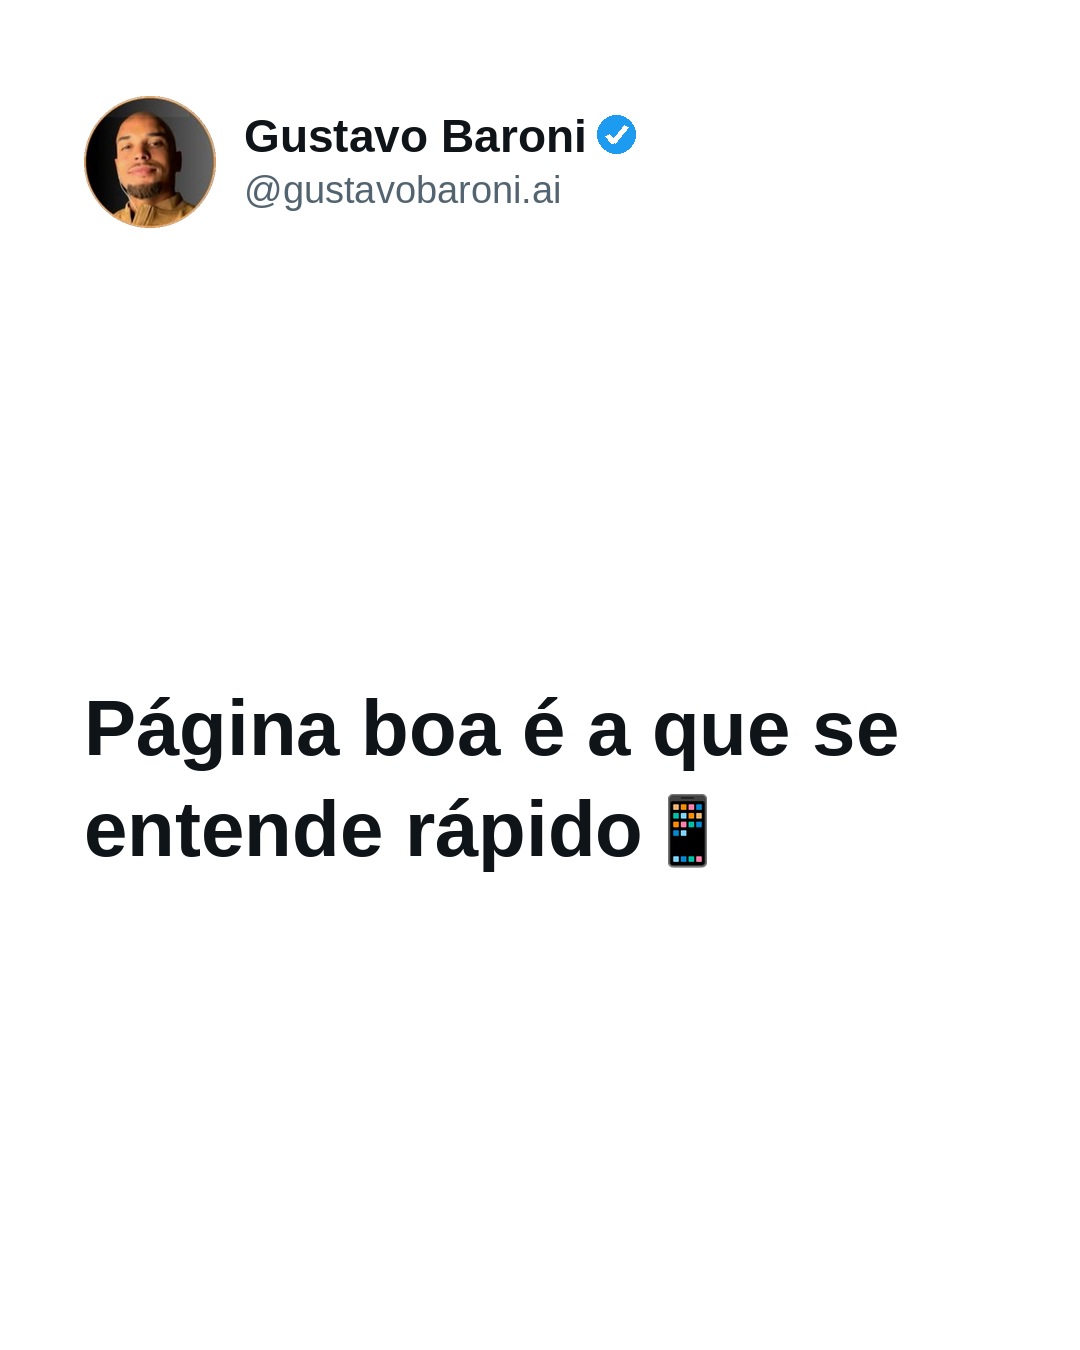 Gustavo Baroni
@gustavobaroni.ai
Página boa é a que se
entende rápido📱